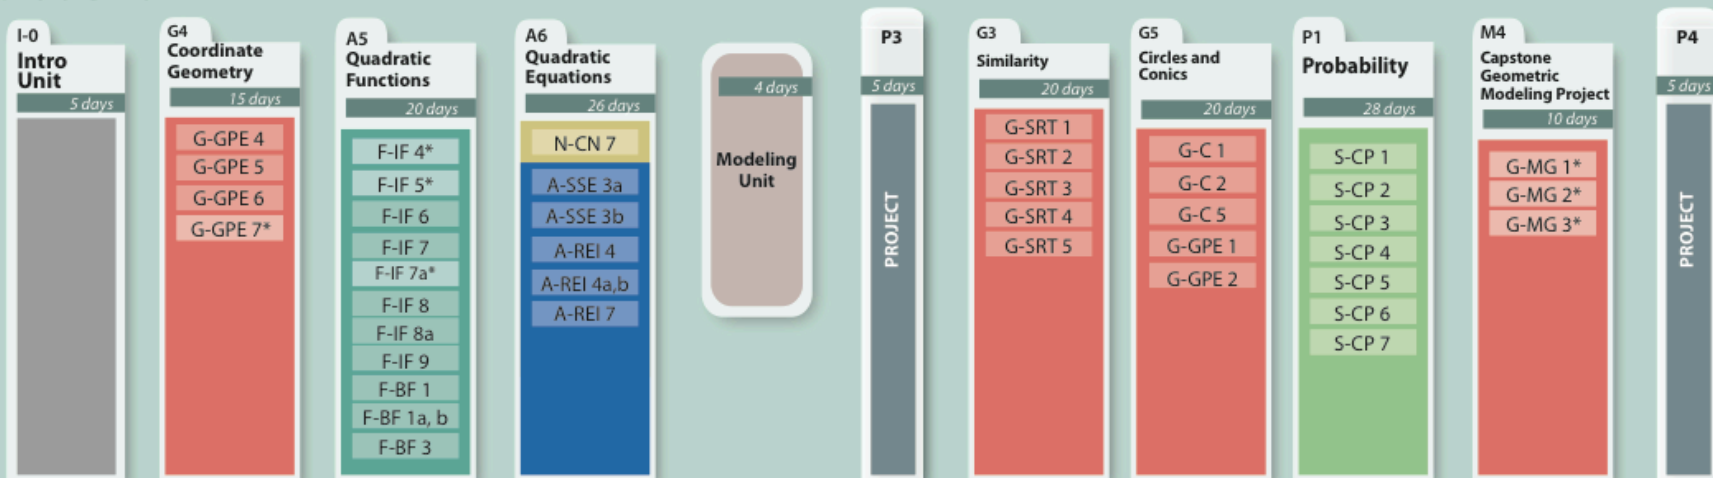 I-0
Intro
Unit
5 days
G4
Coordinate
Geometry
15 days
G-GPE 4
G-GPE 5
G-GPE 6
G-GPE 7*
A5
Quadratic
Functions
20 days
F-IF 4*
F-IF 5*
F-IF 6
F-IF 7
F-IF 7a*
F-IF 8
F-IF 8a
F-IF 9
F-BF 1
F-BF 1a, b
F-BF 3
A6
Quadratic
Equations
26 days
N-CN 7
A-SSE 3a
A-SSE 3b
A-REI 4
A-REI 4a,b
A-REI 7
4 days
Modeling
Unit
P3
5 days
PROJECT
G3
Similarity
20 days
G-SRT 1
G-SRT 2
G-SRT 3
G-SRT 4
G-SRT 5
G5
Circles and
Conics
20 days
G-C 1
G-C 2
G-C 5
G-GPE 1
G-GPE 2
P1
Probability
28 days
S-CP 1
S-CP 2
S-CP 3
S-CP 4
S-CP 5
S-CP 6
S-CP 7
M4
Capstone
Geometric
Modeling Project
10 days
G-MG 1*
G-MG 2*
G-MG 3*
P4
5 days
PROJECT